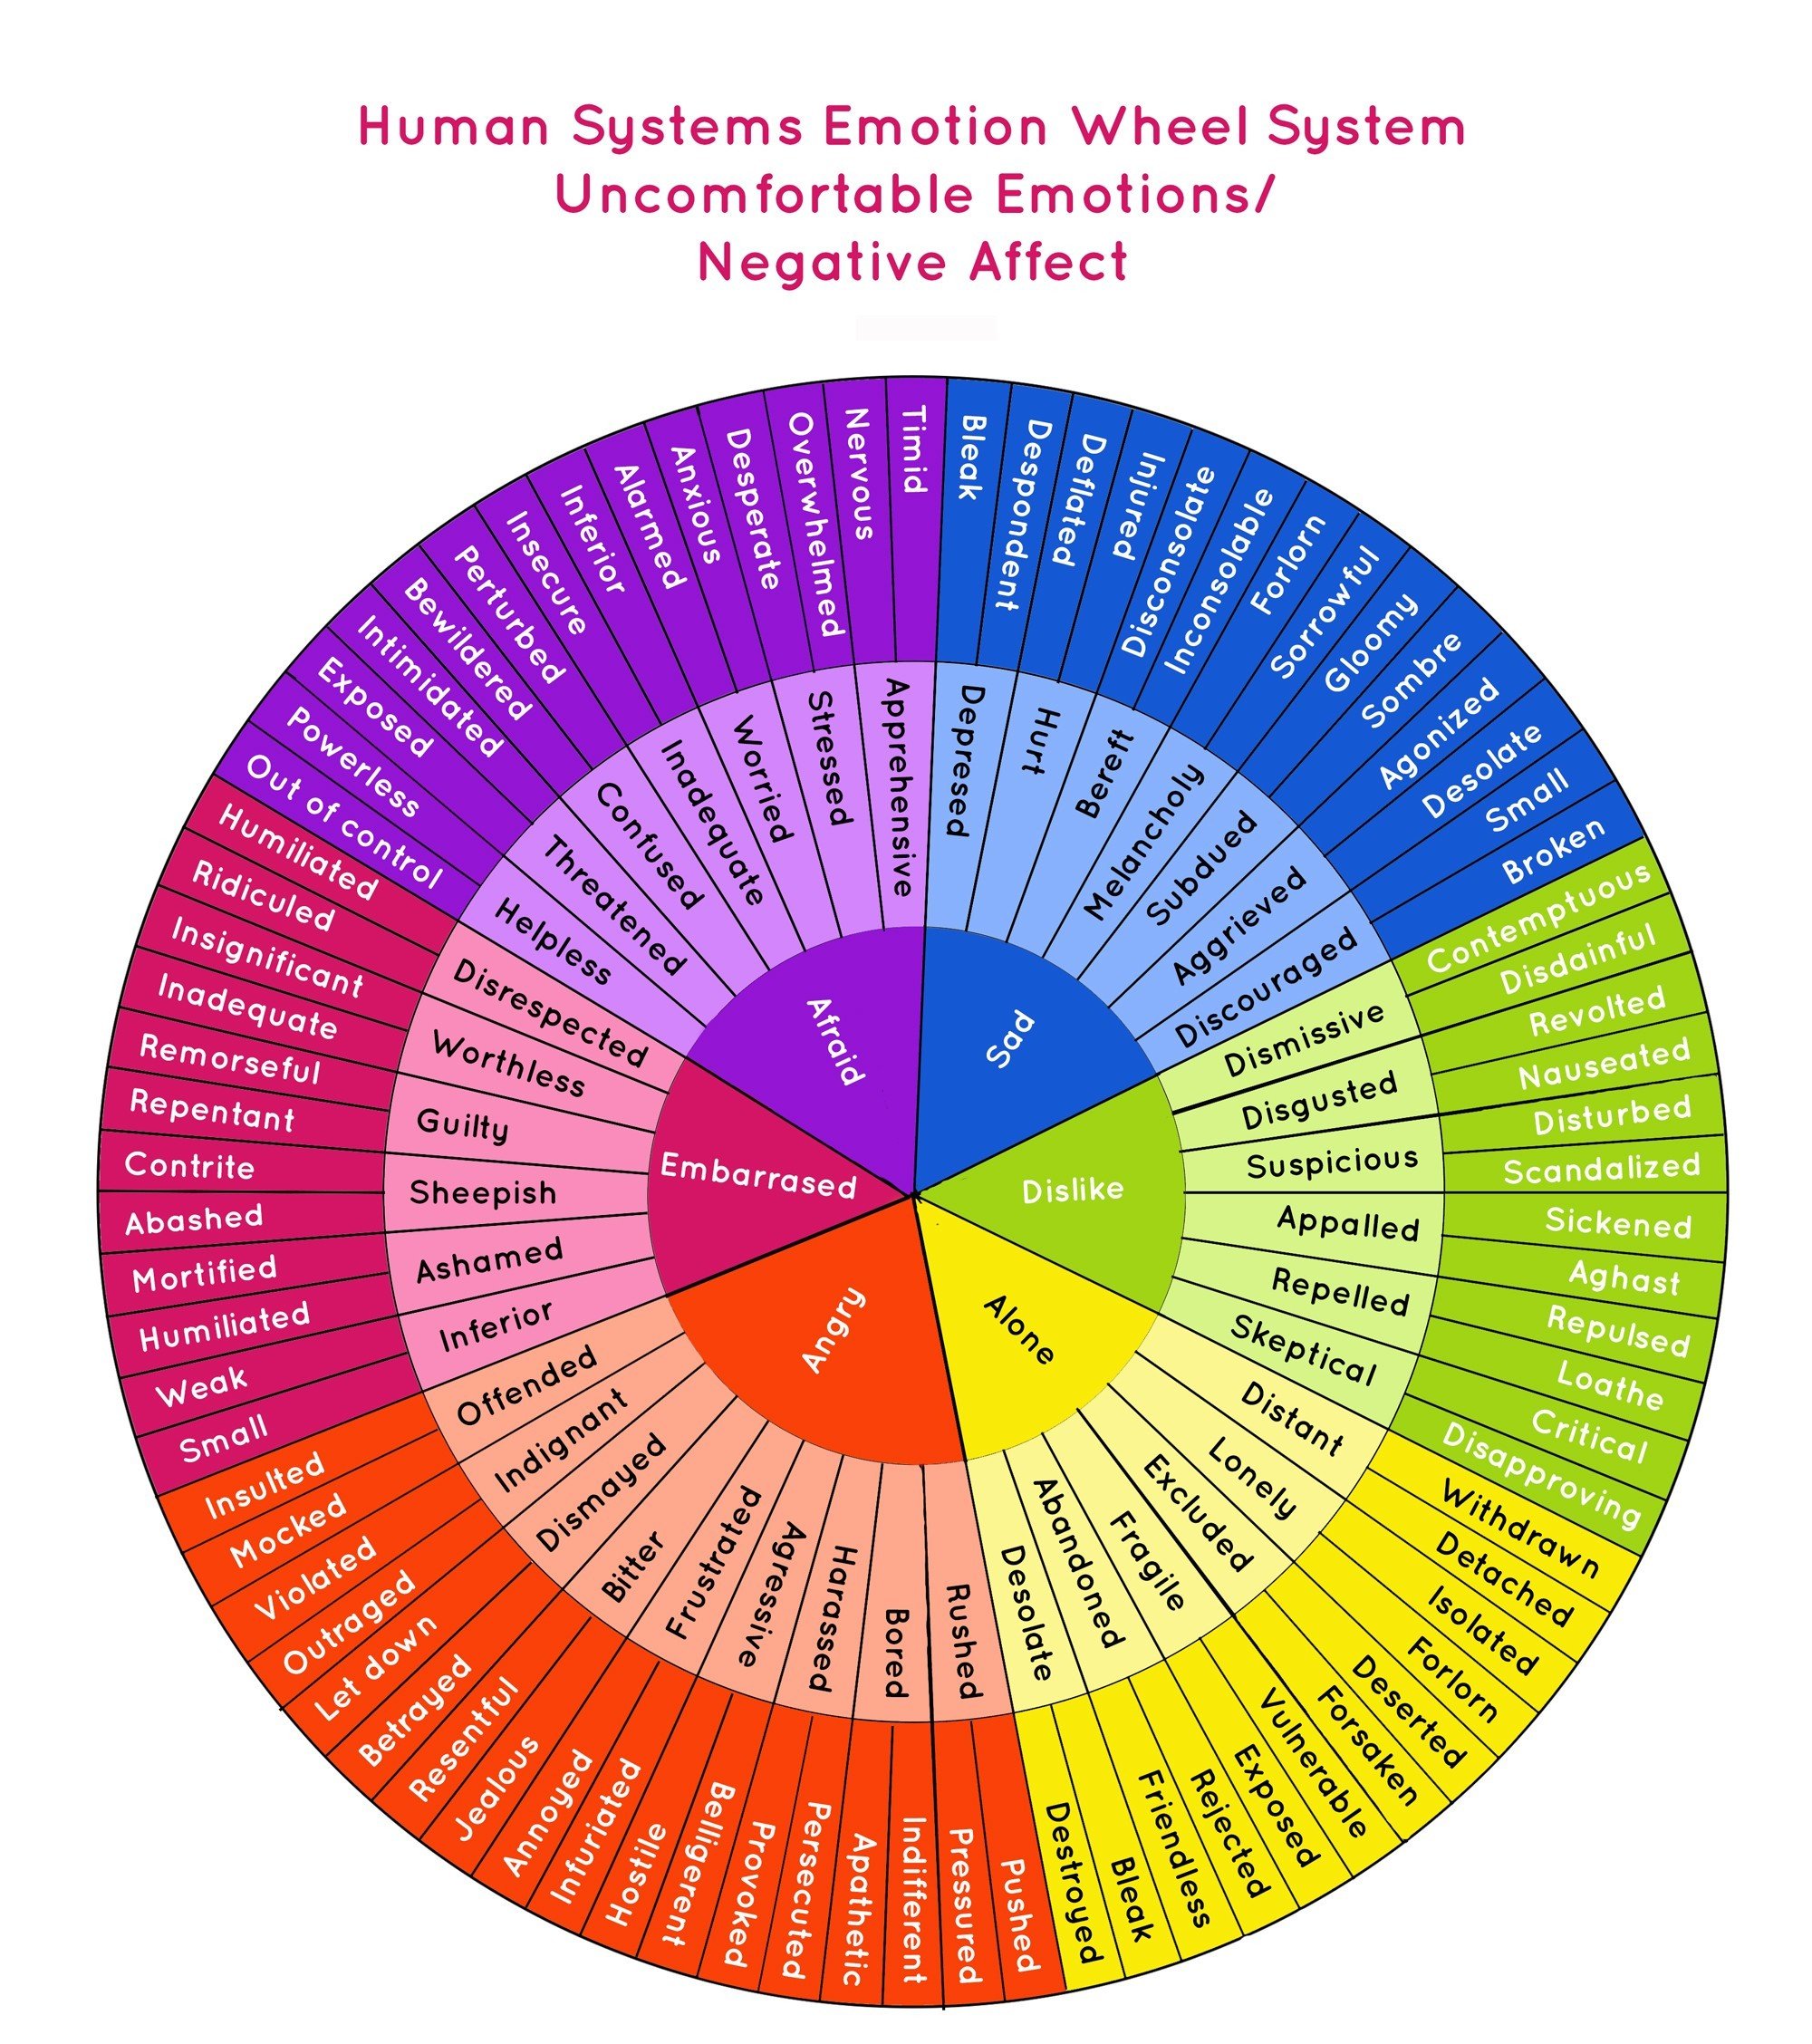 Human Systems Emotion Wheel System
Uncomfortable Emotions/
Negative Affect
Sad
Dislike
Alone
Angry
Embarrased
Afraid
Depresed
Hurt
Bereft
Melancholy
Subdued
Aggrieved
Discouraged
Dismissive
Disgusted
Suspicious
Appalled
Repelled
Skeptical
Distant
Lonely
Excluded
Fragile
Abandoned
Desolate
Rushed
Bored
Harassed
Agressive
Frustrated
Bitter
Dismayed
Indignant
Offended
Inferior
Ashamed
Sheepish
Guilty
Worthless
Disrespected
Helpless
Threatened
Confused
Inadequate
Worried
Stressed
Apprehensive
Bleak
Despondent
Deflated
Injured
Disconsolate
Inconsolable
Forlorn
Sorrowful
Gloomy
Sombre
Agonized
Desolate
Small
Broken
Contemptuous
Disdainful
Revolted
Nauseated
Disturbed
Scandalized
Sickened
Aghast
Repulsed
Loathe
Critical
Disapproving
Withdrawn
Detached
Isolated
Forlorn
Deserted
Forsaken
Vulnerable
Exposed
Rejected
Friendless
Bleak
Destroyed
Pushed
Pressured
Indifferent
Apathetic
Persecuted
Provoked
Belligerent
Hostile
Infuriated
Annoyed
Jealous
Resentful
Betrayed
Let down
Outraged
Violated
Mocked
Insulted
Small
Weak
Humiliated
Mortified
Abashed
Contrite
Repentant
Remorseful
Inadequate
Insignificant
Ridiculed
Humiliated
Out of control
Powerless
Exposed
Intimidated
Bewildered
Perturbed
Insecure
Inferior
Alarmed
Anxious
Desperate
Overwhelmed
Nervous
Timid